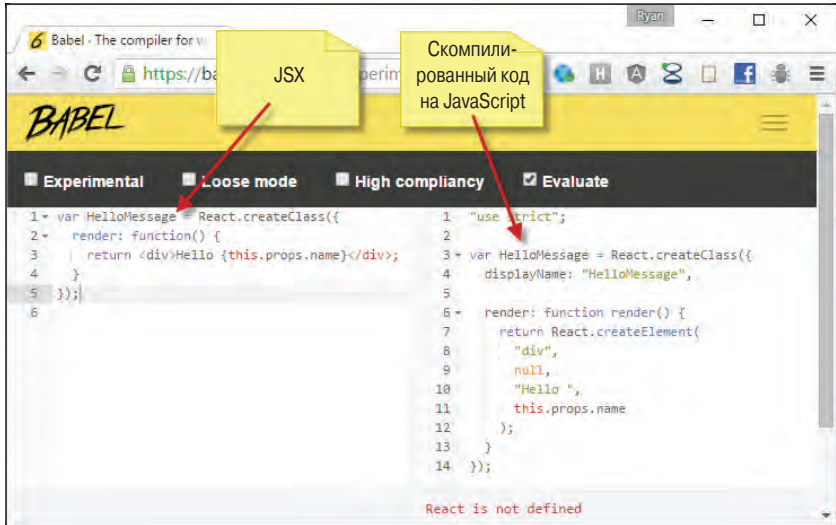 Ryan
6 Babel · The compiler for w
JSX
Скомпили-
рованный код
на JavaScript
https://ba
perim
BABEL
Experimental Loose mode High compliancy Evaluate
1 var HelloMessage = React.createClass({
2 render: function() {
3 return <div>Hello {this.props.name}</div>;
4 }
5 });
6
1 "use strict";
2
3 var HelloMessage = React.createClass({
4 displayName: "HelloMessage",
5
6 render: function render() {
7 return React.createElement(
8 "div",
9 null,
10 "Hello ",
11 this.props.name
12 );
13 }
14 });
React is not defined